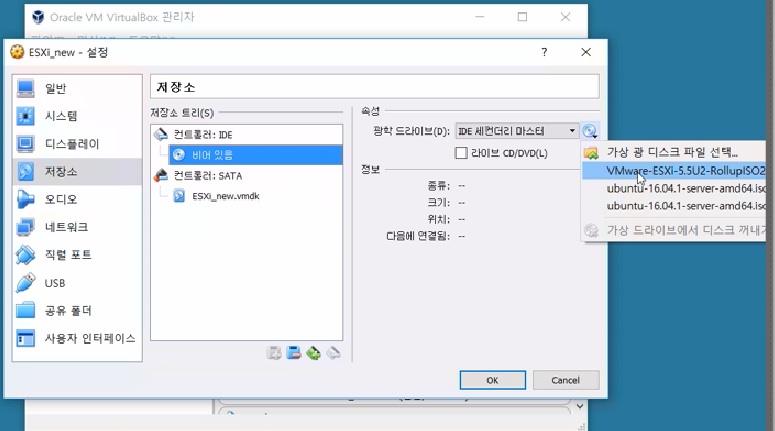 Oracle VM VirtualBox 관리자
ESXi_new - 설정
일반
시스템
디스플레이
저장소
오디오
네트워크
직렬 포트
USB
공유 폴더
사용자 인터페이스
저장소
저장소 트리(S)
컨트롤러: IDE
비어 있음
컨트롤러: SATA
ESXi_new.vmdk
속성
광학 드라이브(D):
IDE 세컨더리 마스터
라이브 CD/DVD(L)
정보
종류: --
크기: --
위치: --
다음에 연결됨: --
가상 광 디스크 파일 선택...
VMware-ESXi-5.5U2-RollupISO2
ubuntu-16.04.1-server-amd64.iso
ubuntu-16.04.1-server-amd64.iso
가상 드라이브에서 디스크 꺼내기
OK
Cancel